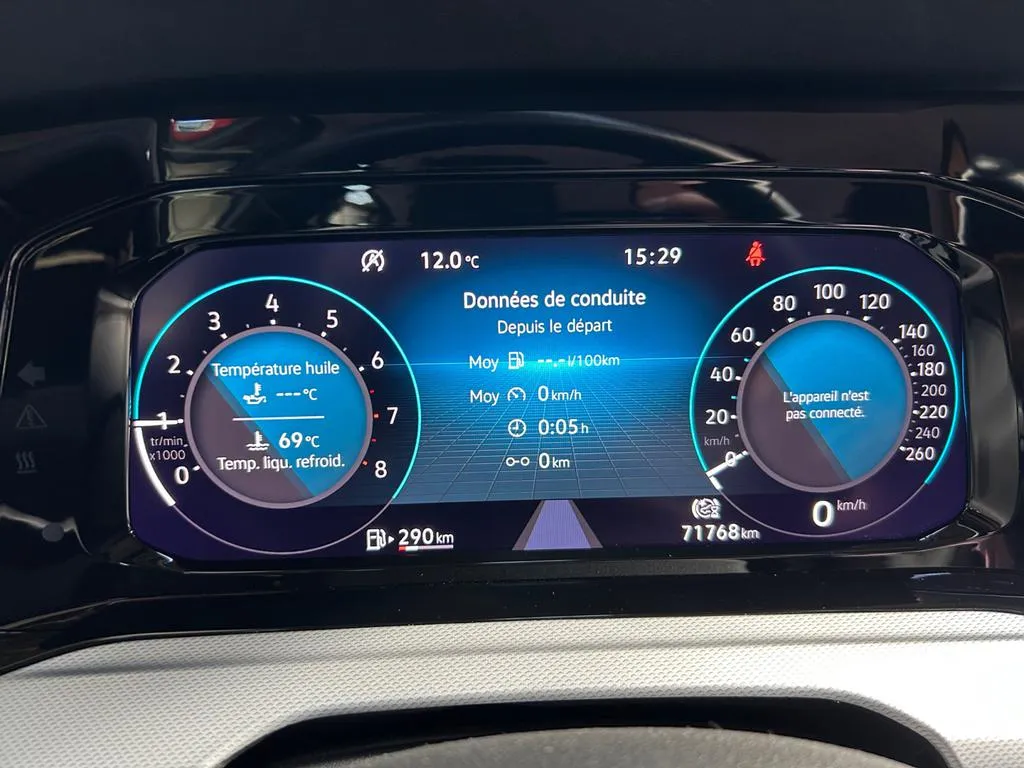 12.0°C
15:29
Données de conduite
Depuis le départ
Moy --,- l/100km
Moy 0 km/h
0:05 h
0 km
4
3
5
2
6
1
7
0
8
tr/min
x1000
Température huile
---°C
69°C
Temp. liqu. refroid.
290 km
71768 km
100
80
120
60
140
160
40
180
200
20
220
240
0
260
km/h
L'appareil n'est
pas connecté.
0 km/h